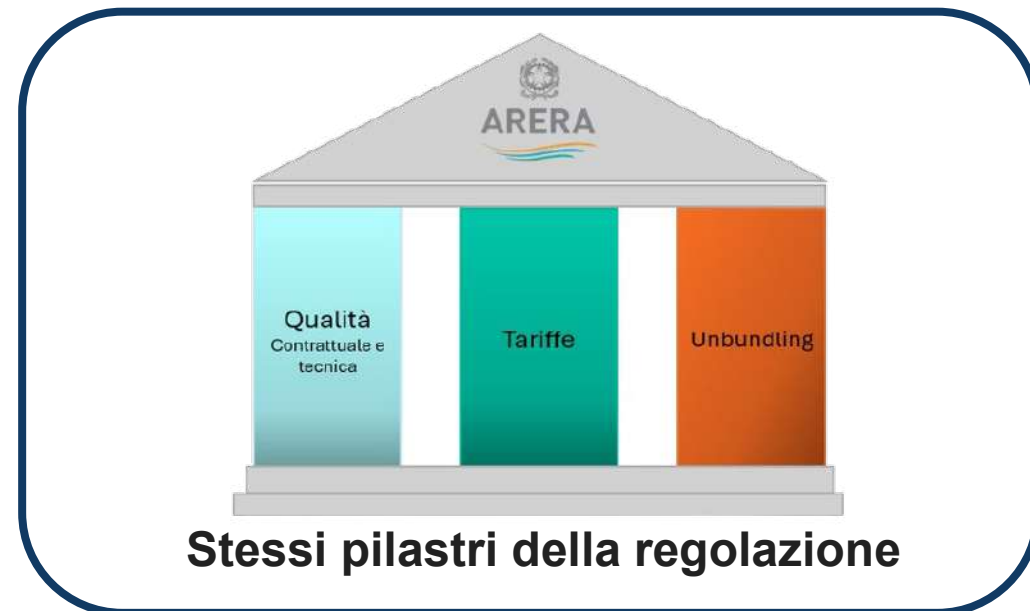 ARERA
Qualità
Contrattuale e
tecnica
Tariffe
Unbundling
Stessi pilastri della regolazione